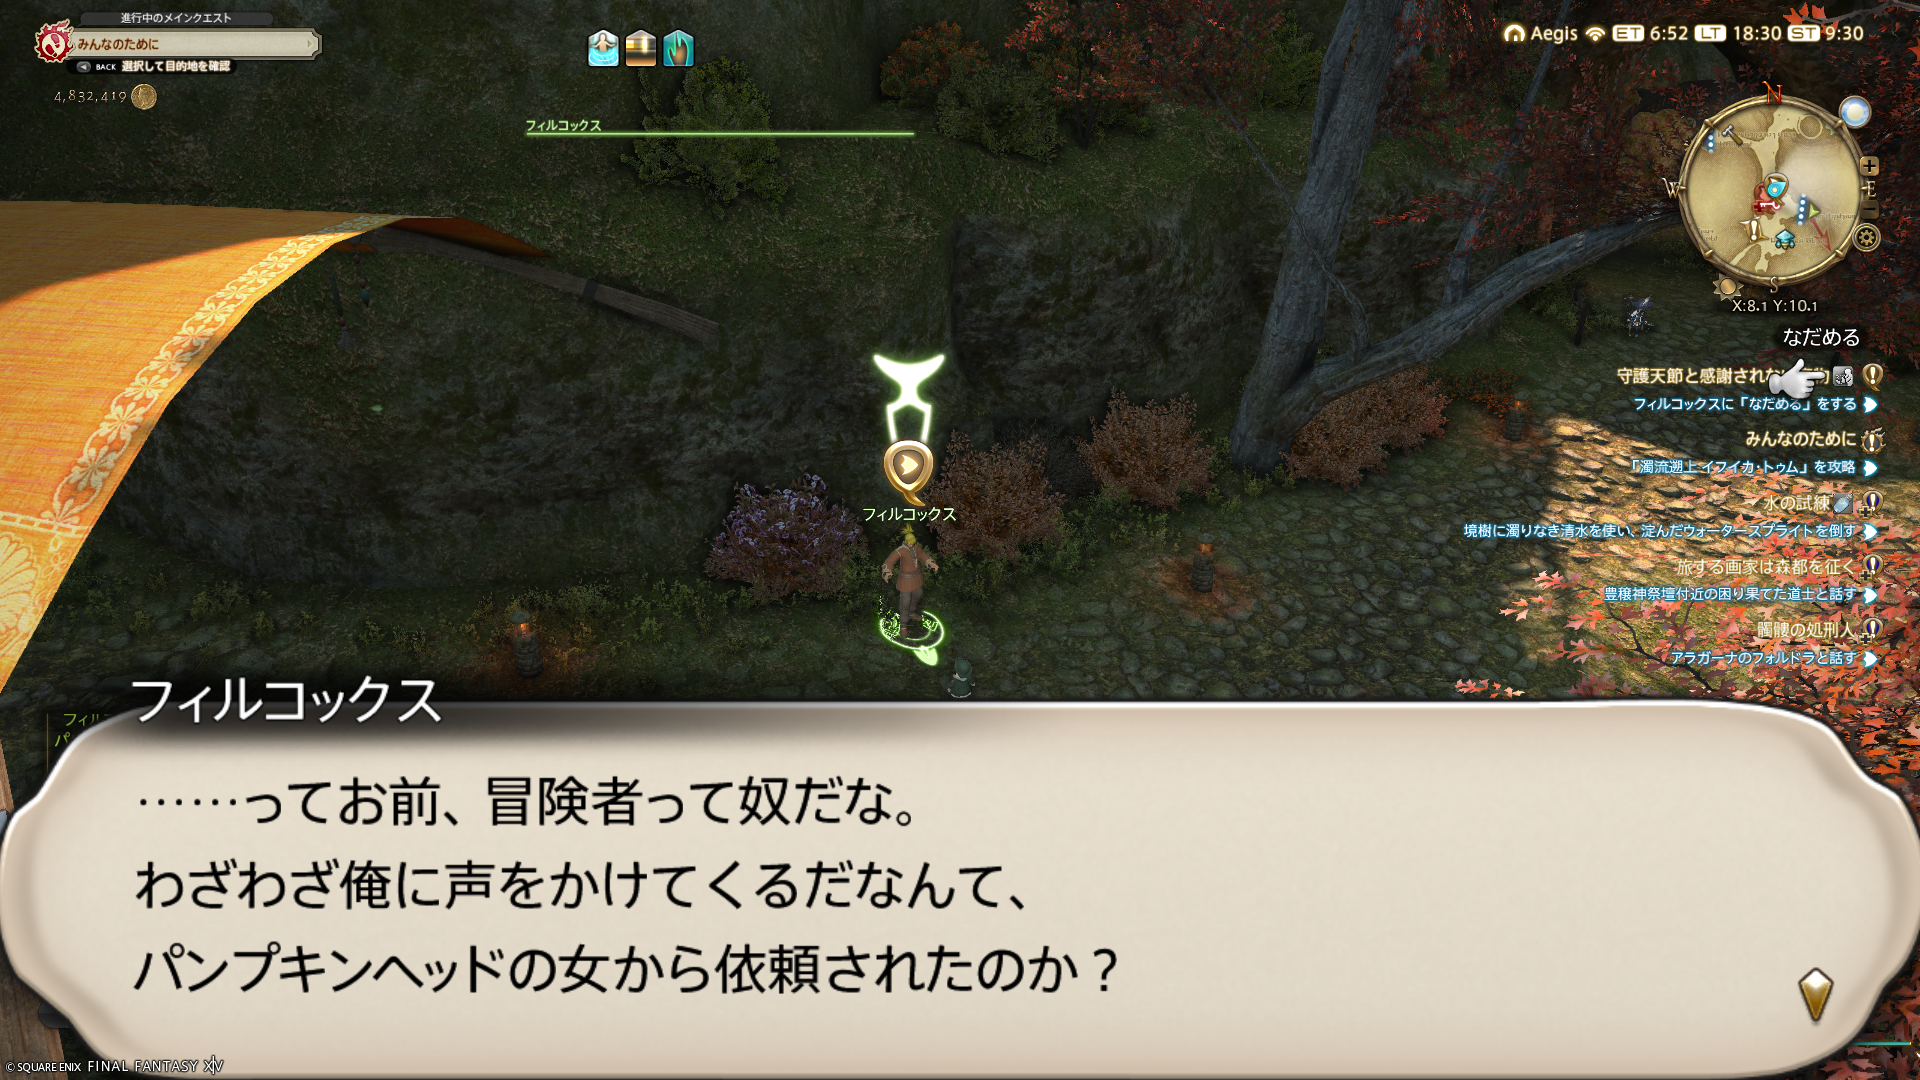 進行中のメインクエスト
みんなのために
BACK 選択して目的地を確認
4,832,419
フィルコックス
Aegis ET 6:52 LT 18:30 ST 9:30
N
W
E
S
X:8.1 Y:10.1
なだめる
守護天節と感謝されな
フィルコックスに「なだめる」をする
みんなのために
「濁流遡上 イフイカ・トゥム」を攻略
水の試練
境樹に濁りなき清水を使い、淀んだウォータースプライトを倒す
旅する画家は森都を征く
豊穣神祭壇付近の困り果てた道士と話す
髑髏の処刑人
アラガーナのフォルドラと話す
フィルコックス
フィルコックス
……ってお前、冒険者って奴だな。
わざわざ俺に声をかけてくるだなんて、
パンプキンヘッドの女から依頼されたのか？
© SQUARE ENIX FINAL FANTASY XIV